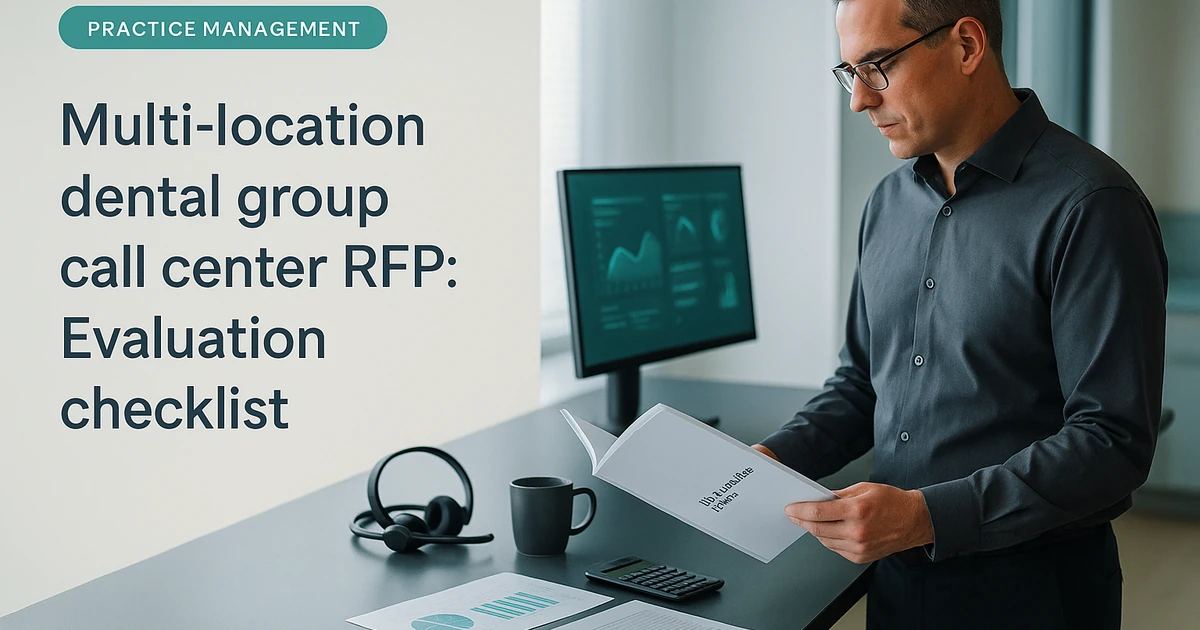 PRACTICE MANAGEMENT
Multi-location
dental group
call center RFP:
Evaluation
checklist